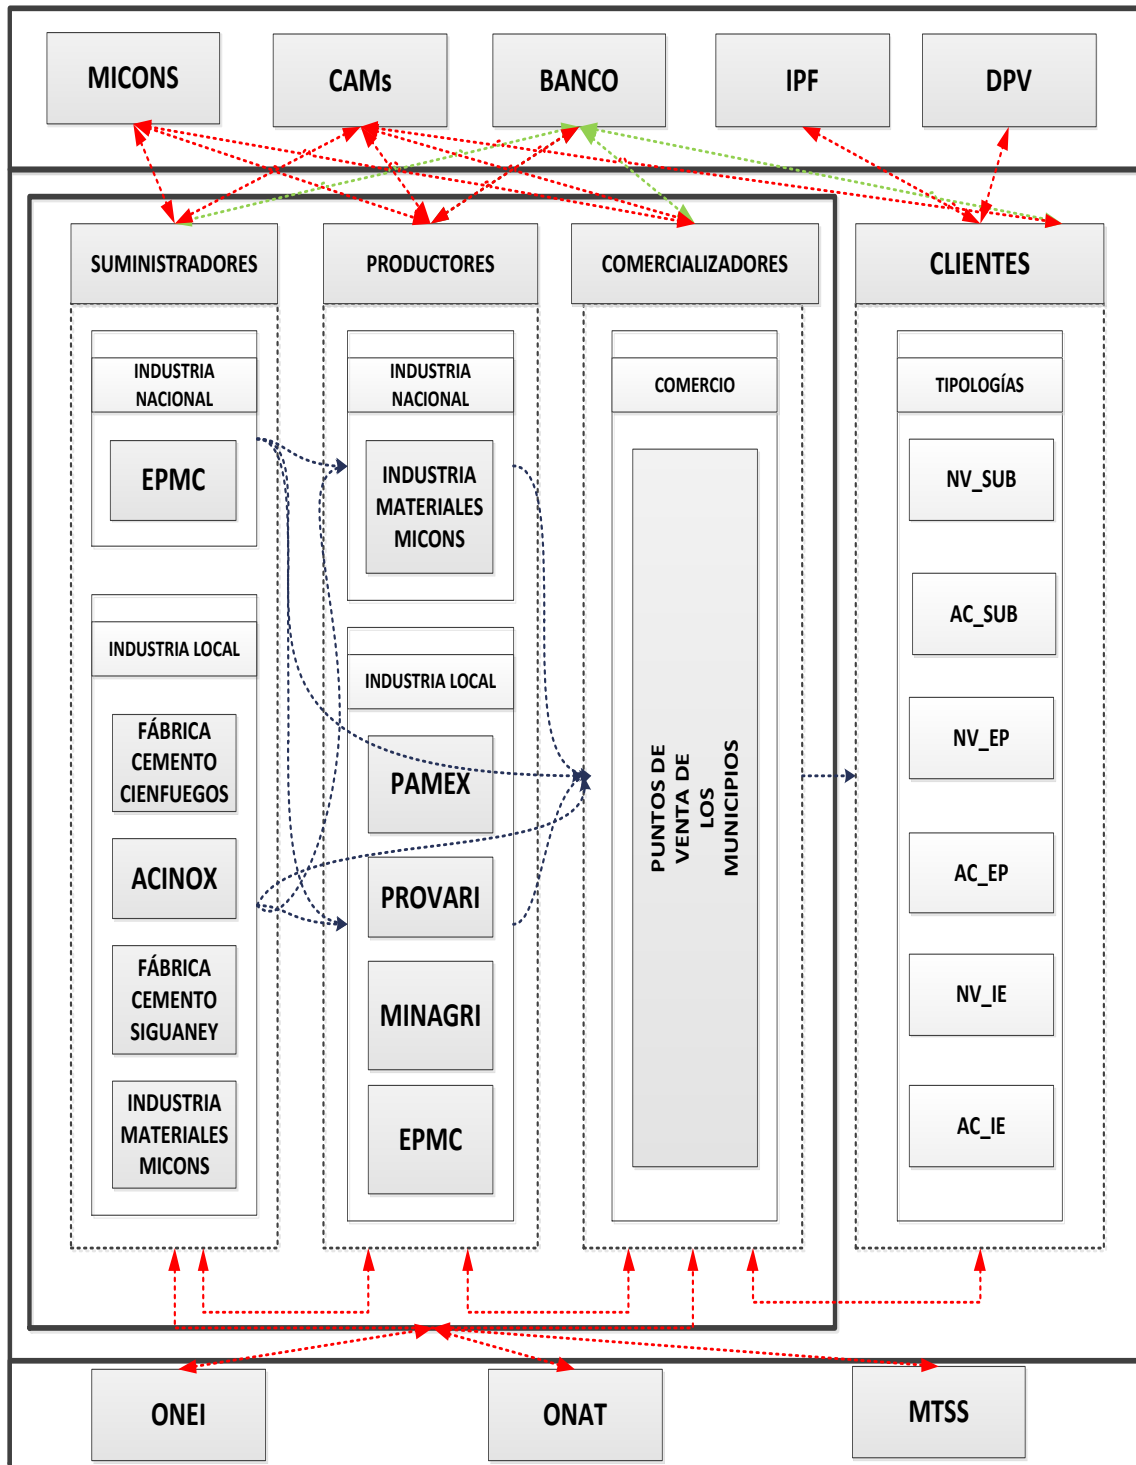 MICONS
CAMs
BANCO
IPF
DPV
SUMINISTRADORES
PRODUCTORES
COMERCIALIZADORES
CLIENTES
INDUSTRIA
NACIONAL
EPMC
INDUSTRIA LOCAL
FÁBRICA
CEMENTO
CIENFUEGOS
ACINOX
FÁBRICA
CEMENTO
SIGUANEY
INDUSTRIA
MATERIALES
MICONS
INDUSTRIA
NACIONAL
INDUSTRIA
MATERIALES
MICONS
INDUSTRIA LOCAL
PAMEX
PROVARI
MINAGRI
EPMC
COMERCIO
PUNTOS DE
VENTA DE
LOS
MUNICIPIOS
TIPOLOGÍAS
NV_SUB
AC_SUB
NV_EP
AC_EP
NV_IE
AC_IE
ONEI
ONAT
MTSS